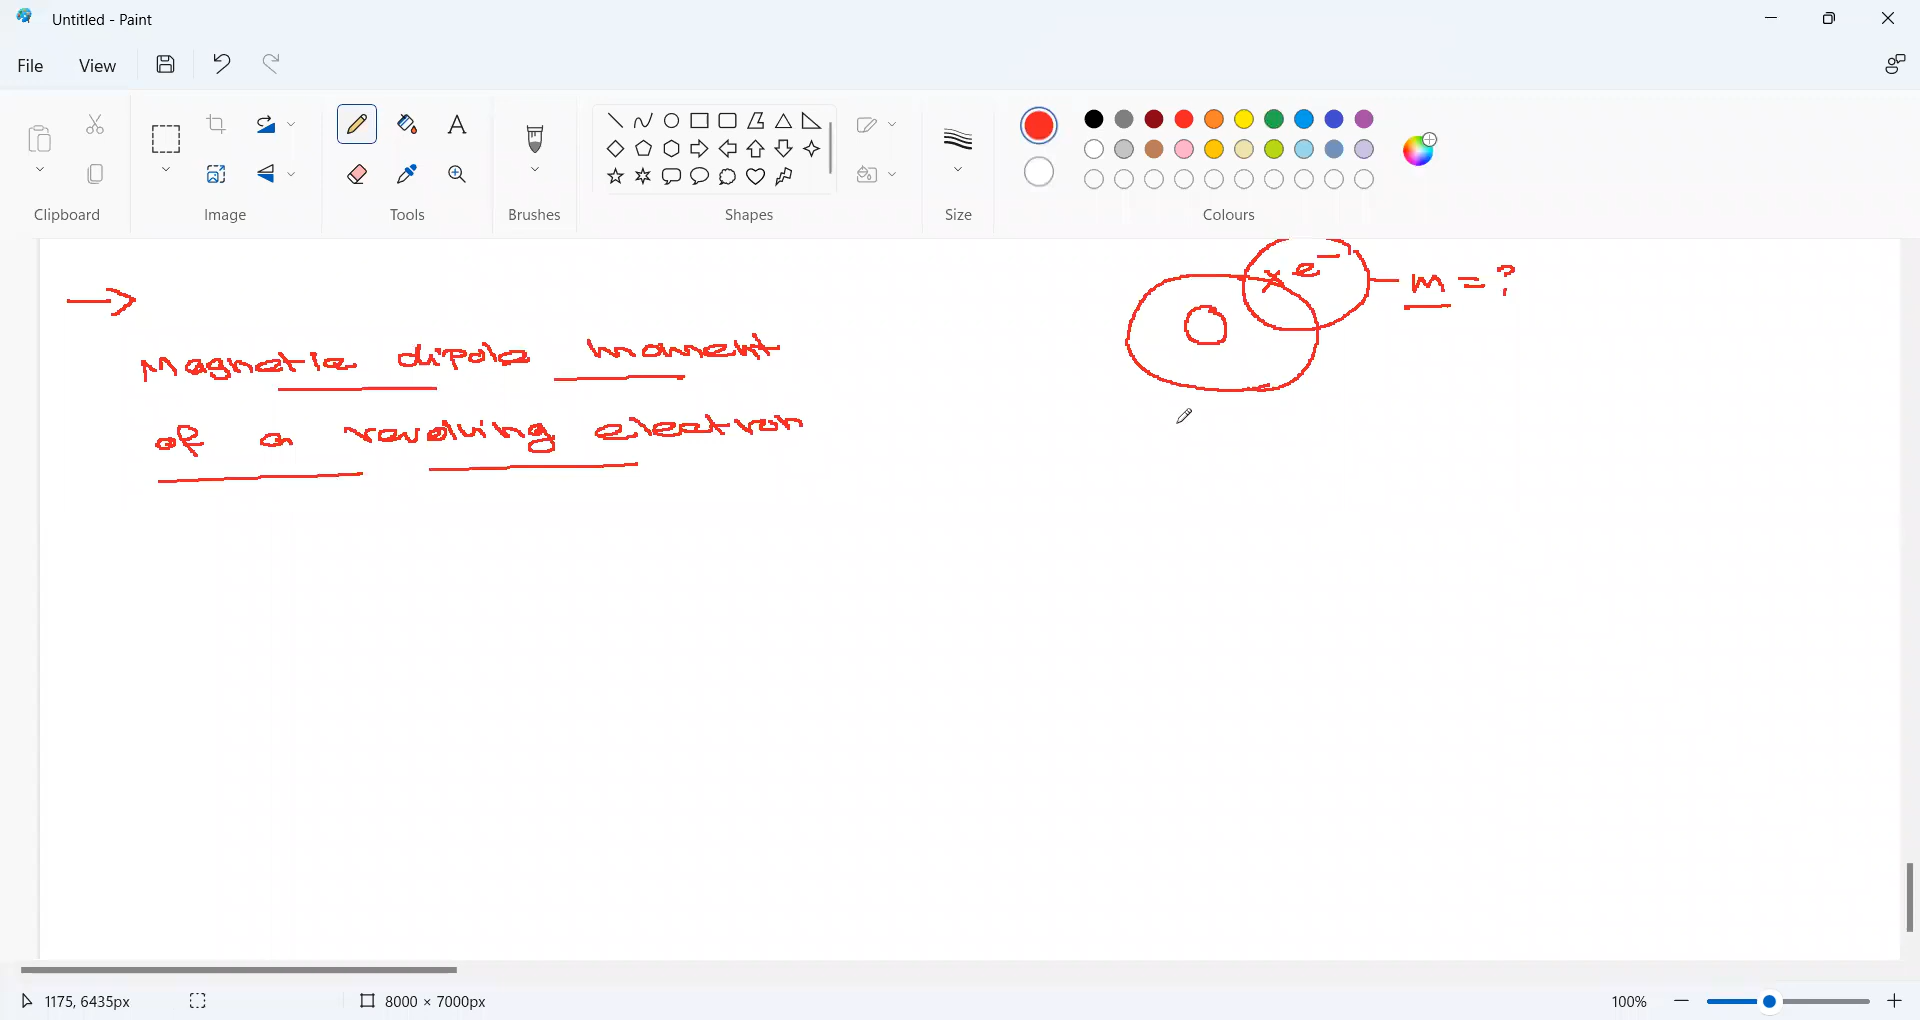 Untitled - Paint
File View
Clipboard Image Tools Brushes Shapes Size Colours
e⁻ m = ?
Magnetic dipole moment
of a revolving electron
1175, 6435px 8000 × 7000px 100%